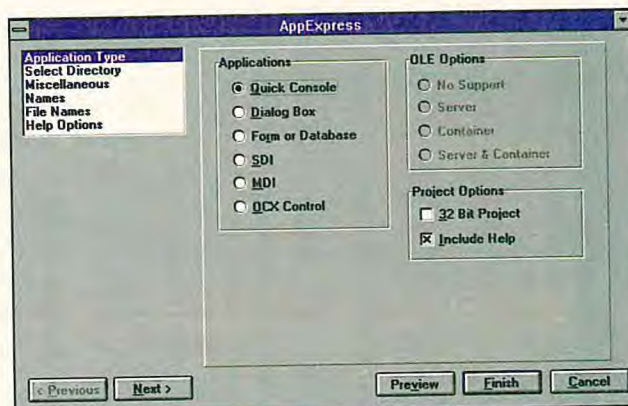 AppExpress
Application Type
Select Directory
Miscellaneous
Names
File Names
Help Options
Applications
Quick Console
Dialog Box
Form or Database
SDI
MDI
OCX Control
OLE Options
No Support
Server
Container
Server & Container
Project Options
32 Bit Project
Include Help
< Previous
Next >
Preview
Finish
Cancel